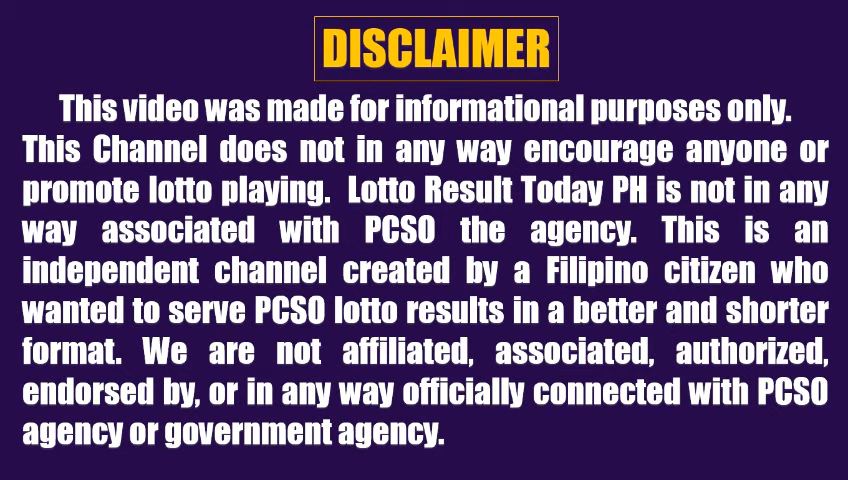 DISCLAIMER
This video was made for informational purposes only.
This Channel does not in any way encourage anyone or
promote lotto playing. Lotto Result Today PH is not in any
way associated with PCSO the agency. This is an
independent channel created by a Filipino citizen who
wanted to serve PCSO lotto results in a better and shorter
format. We are not affiliated, associated, authorized,
endorsed by, or in any way officially connected with PCSO
agency or government agency.